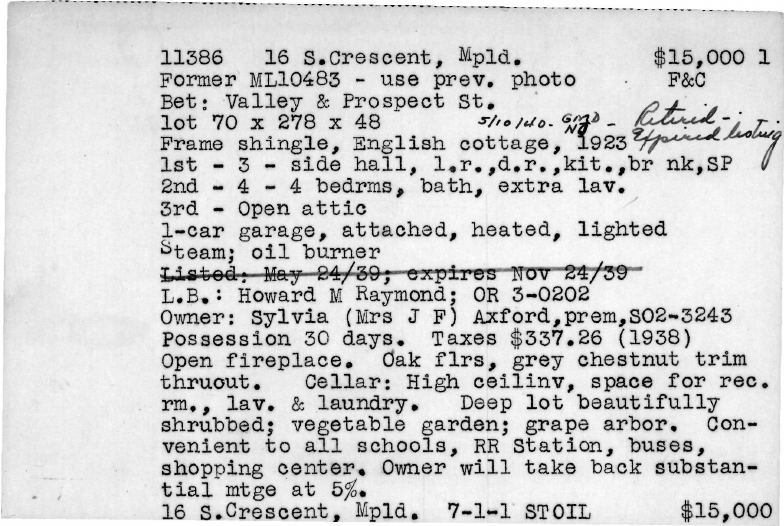 11386   16 S.Crescent, Mpld.   $15,000 1
Former ML10483 - use prev. photo   F&C
Bet: Valley & Prospect St.
lot 70 x 278 x 48   5/10/40-   -   Retired -
Frame shingle, English cottage, 1923   Expired listing
1st - 3 - side hall, l.r.,d.r.,kit.,br nk,SP
2nd - 4 - 4 bedrms, bath, extra lav.
3rd - Open attic
1-car garage, attached, heated, lighted
Steam; oil burner
Listed: May 24/39; expires Nov 24/39
L.B.: Howard M Raymond; OR 3-0202
Owner: Sylvia (Mrs J F) Axford,prem,SO2-3243
Possession 30 days.  Taxes $337.26 (1938)
Open fireplace.  Oak flrs, grey chestnut trim
thruout.   Cellar: High ceilinv, space for rec.
rm., lav. & laundry.   Deep lot beautifully
shrubbed; vegetable garden; grape arbor.  Con-
venient to all schools, RR Station, buses,
shopping center. Owner will take back substan-
tial mtge at 5%.
16 S.Crescent, Mpld.  7-1-1 STOIL   $15,000